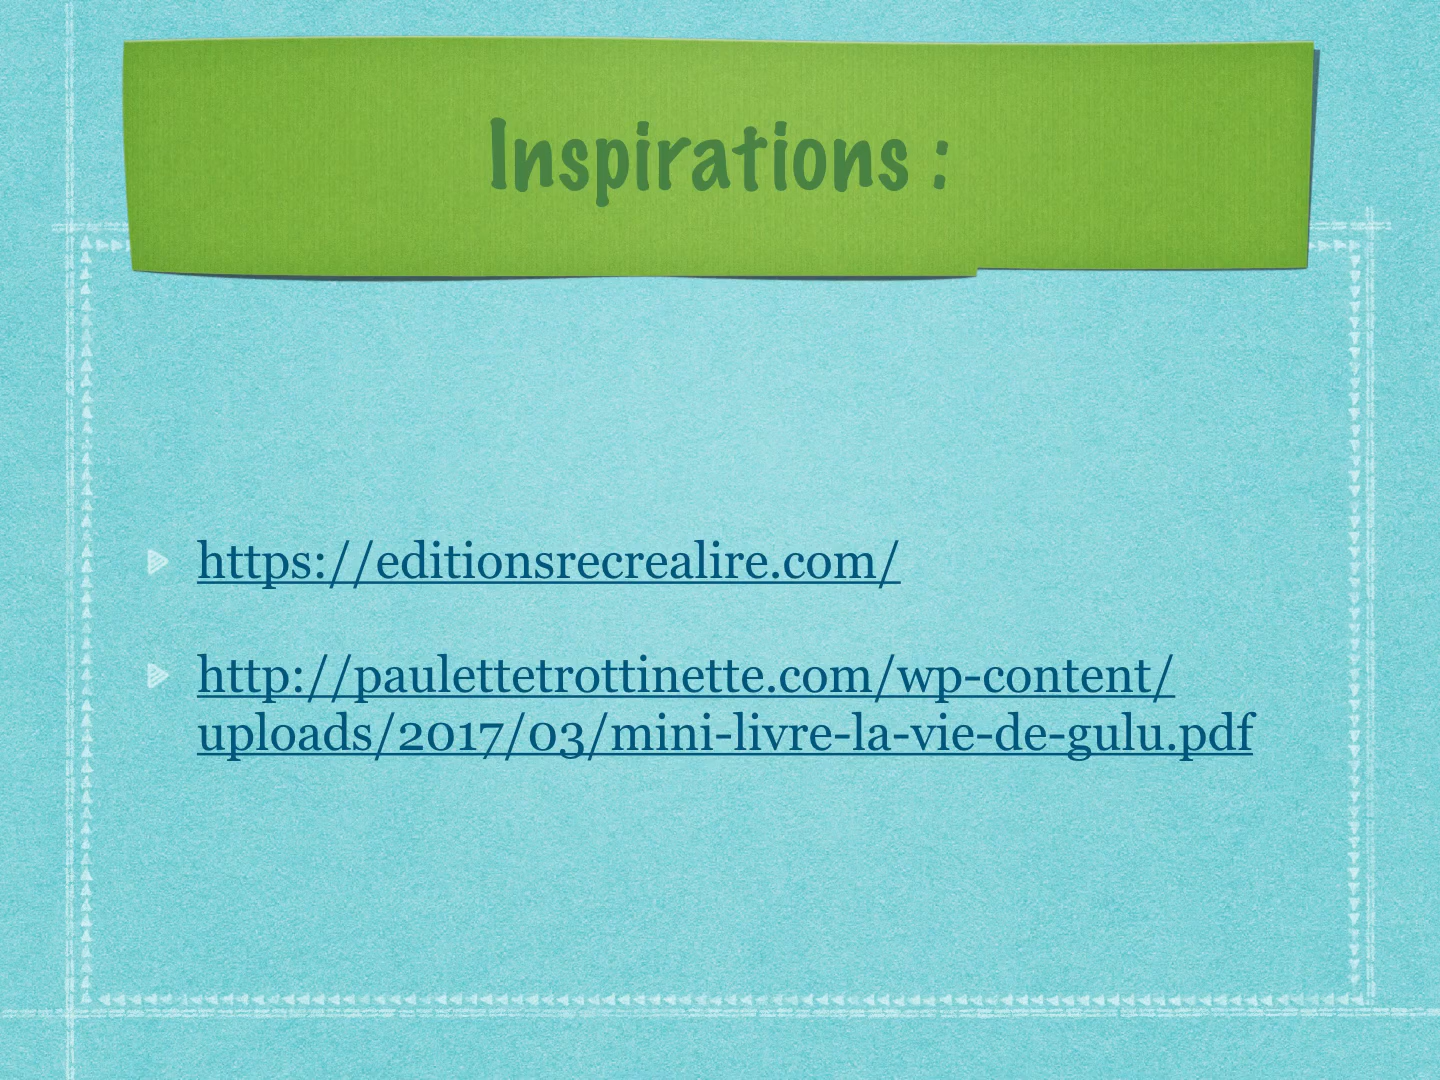 Inspirations :
https://editionsrecrealire.com/
http://paulettetrottinette.com/wp-content/
uploads/2017/03/mini-livre-la-vie-de-gulu.pdf